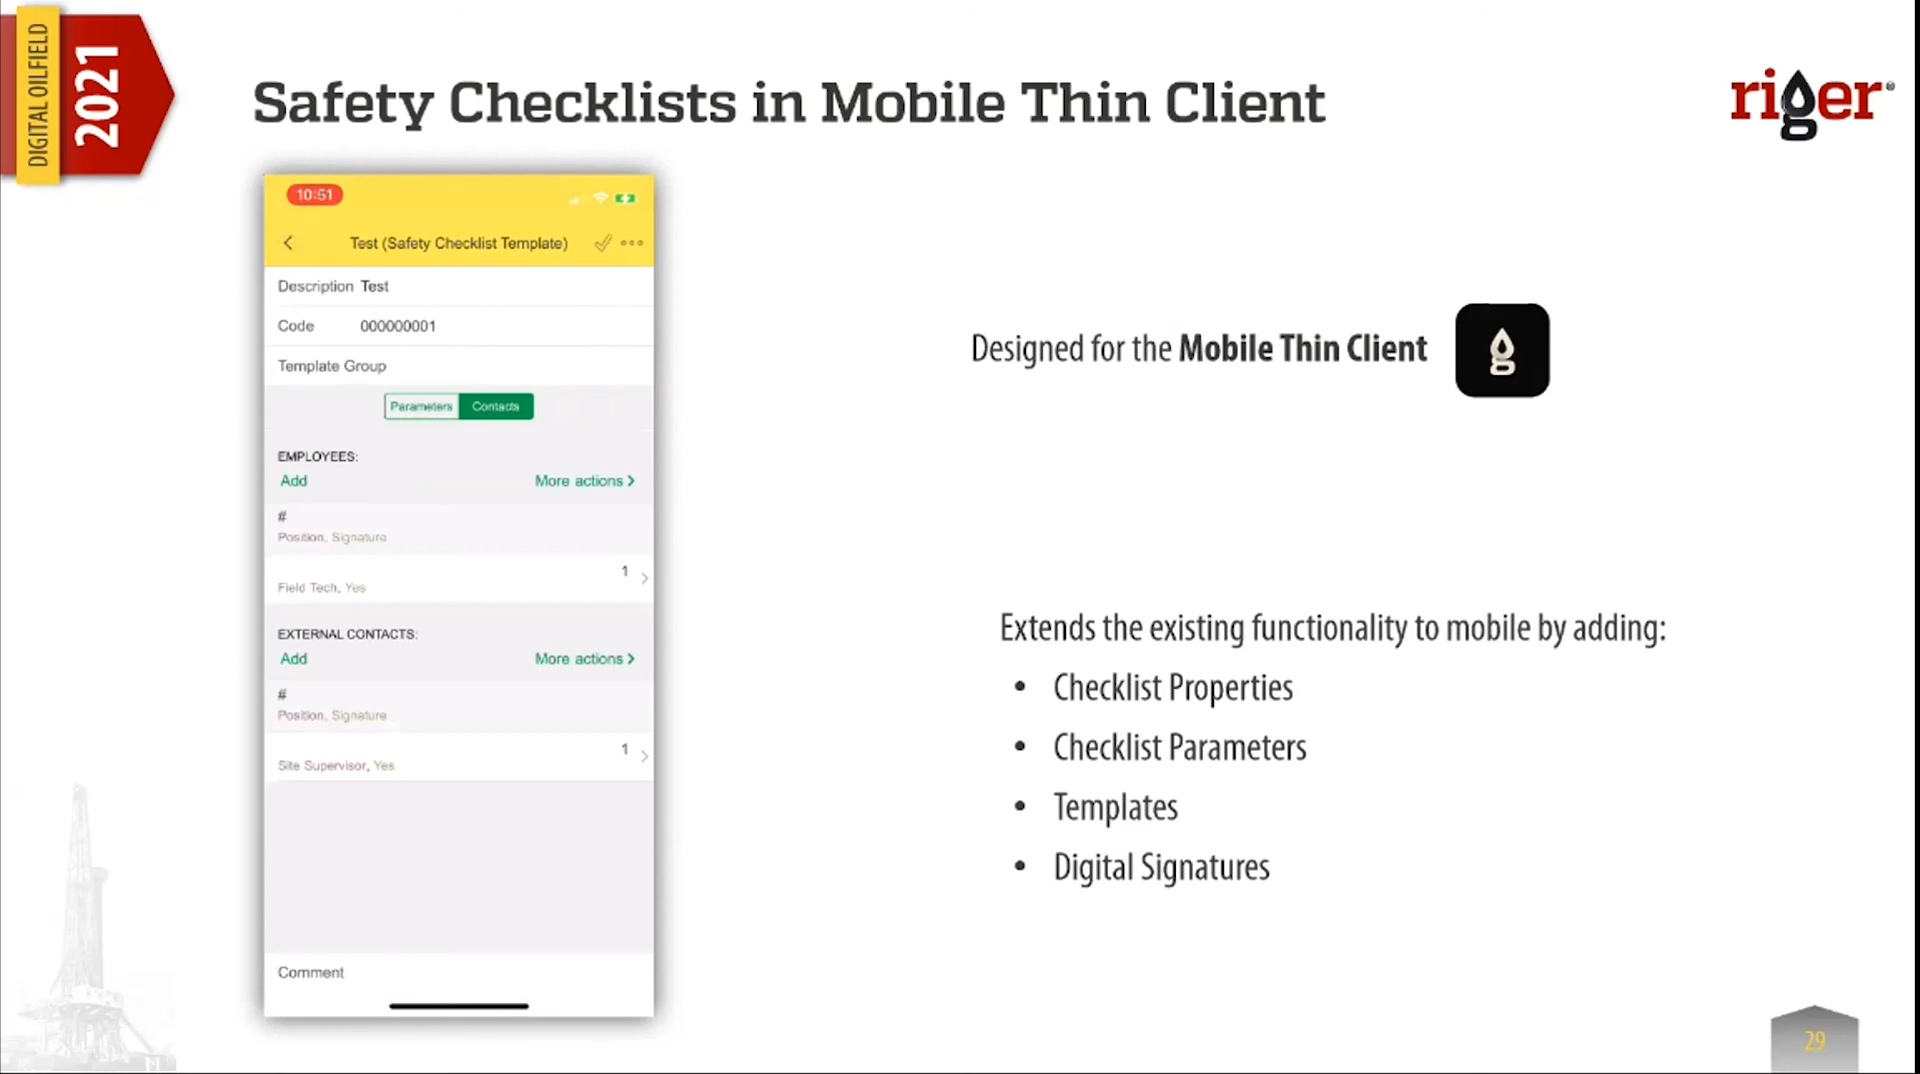 DIGITAL OILFIELD
2021
Safety Checklists in Mobile Thin Client
riger®
10:51
Test (Safety Checklist Template)
Description Test
Code 000000001
Template Group
Parameters Contacts
EMPLOYEES:
Add More actions
#
Position, Signature
1
Field Tech, Yes
EXTERNAL CONTACTS:
Add More actions
#
Position, Signature
1
Site Supervisor, Yes
Comment
Designed for the Mobile Thin Client
g
Extends the existing functionality to mobile by adding:
• Checklist Properties
• Checklist Parameters
• Templates
• Digital Signatures
29